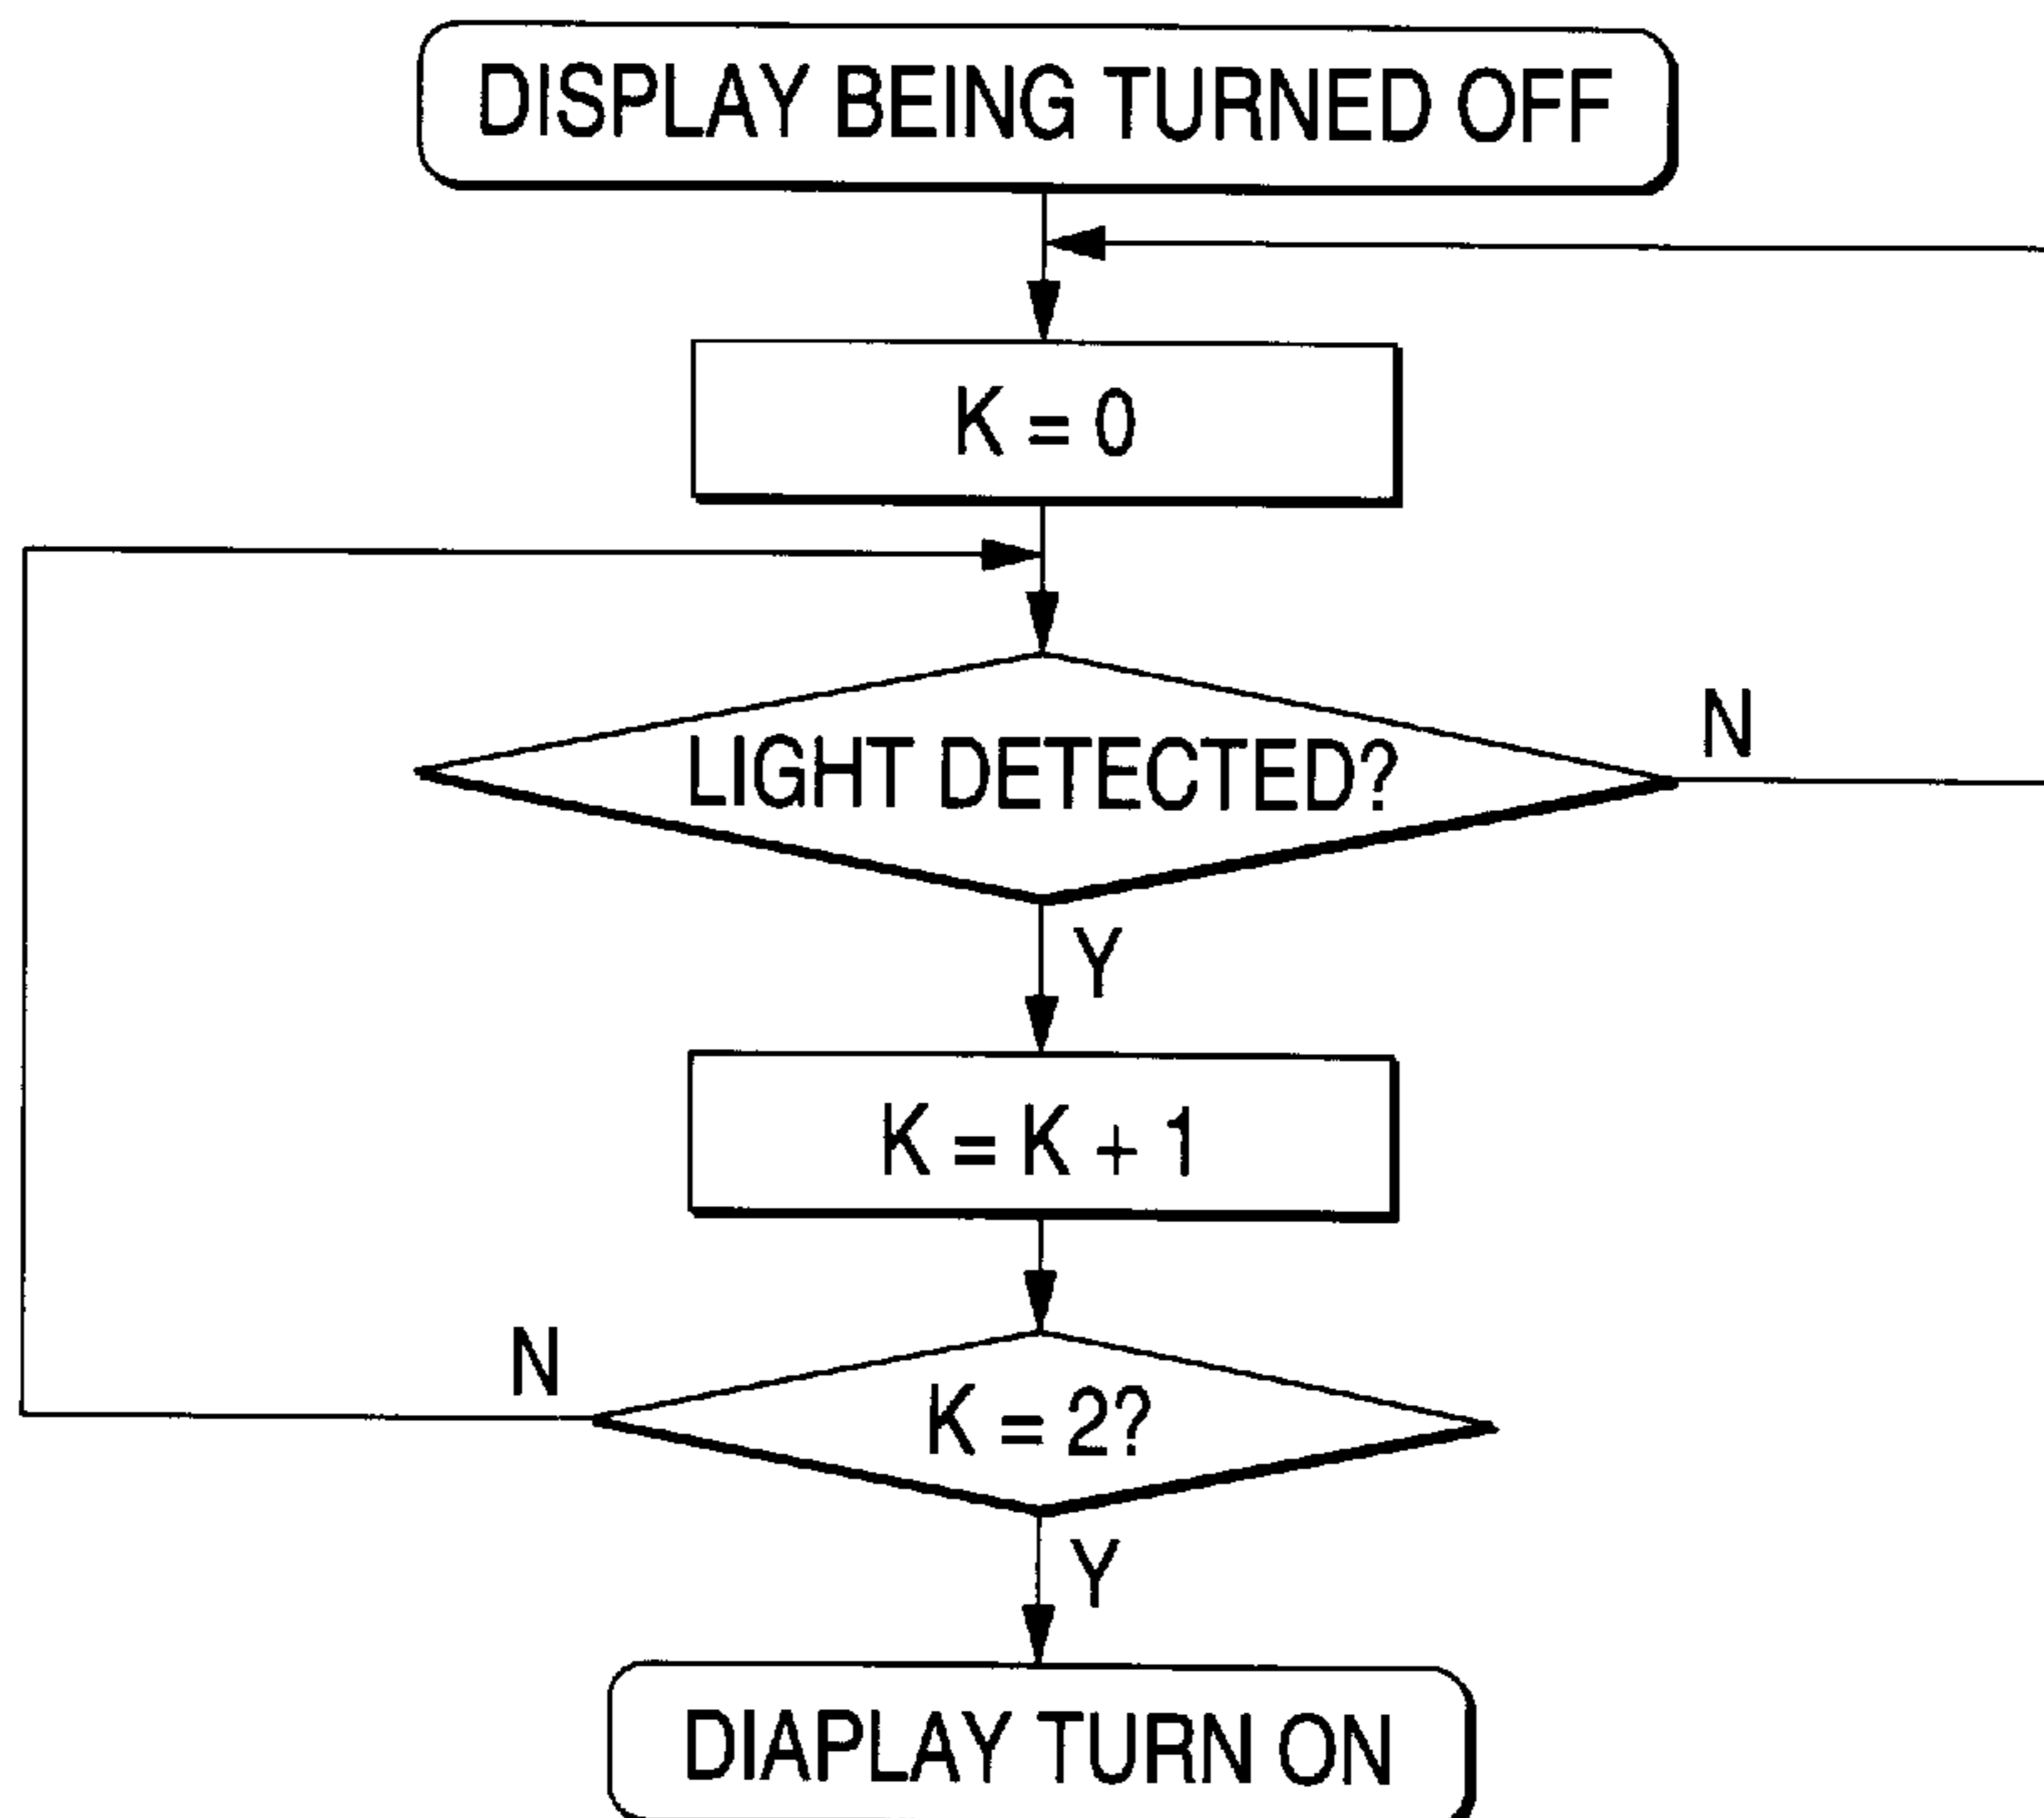 DISPLAY BEING TURNED OFF
K = 0
LIGHT DETECTED?
N
Y
K = K + 1
N
K = 2?
Y
DIAPLAY TURN ON